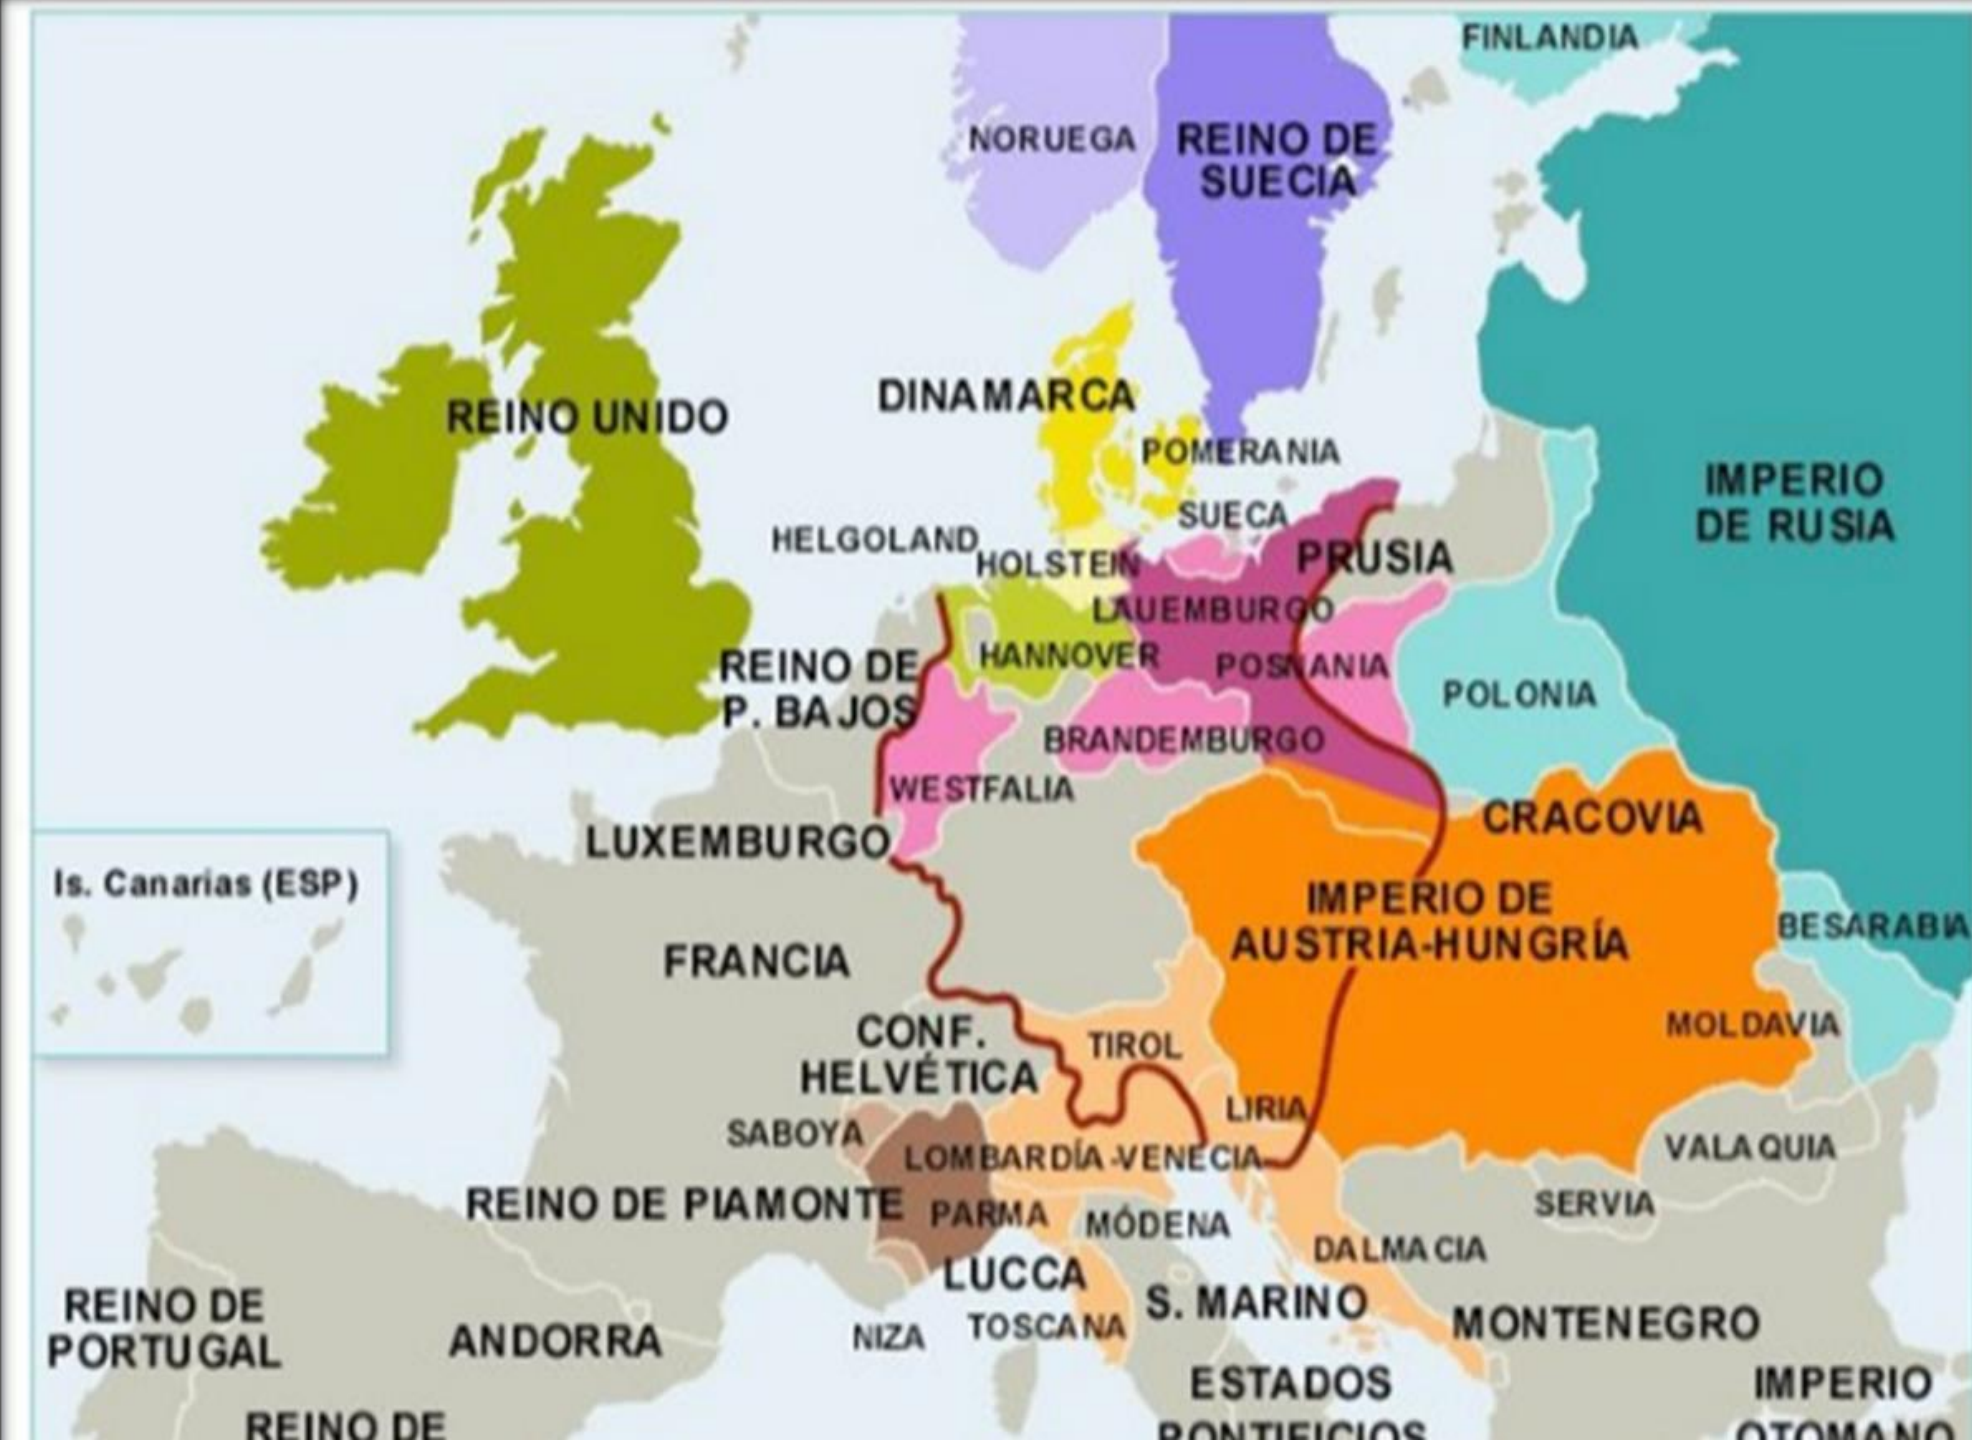 FINLANDIA
NORUEGA
REINO DE
SUECIA
REINO UNIDO
DINAMARCA
POMERANIA
SUECA
IMPERIO
DE RUSIA
HELGOLAND
HOLSTEIN
PRUSIA
LAUEMBURGO
HANNOVER
POSNANIA
REINO DE
P. BAJOS
POLONIA
BRANDEMBURGO
WESTFALIA
CRACOVIA
LUXEMBURGO
Is. Canarias (ESP)
IMPERIO DE
AUSTRIA-HUNGRÍA
BESARABIA
FRANCIA
MOLDAVIA
CONF.
HELVÉTICA
TIROL
LIRIA
SABOYA
LOMBARDÍA-VENECIA
VALAQUIA
REINO DE PIAMONTE
PARMA
MÓDENA
SERVIA
DALMACIA
LUCCA
S. MARINO
REINO DE
PORTUGAL
ANDORRA
NIZA
TOSCANA
MONTENEGRO
ESTADOS
PONTIFICIOS
IMPERIO
OTOMANO
REINO DE